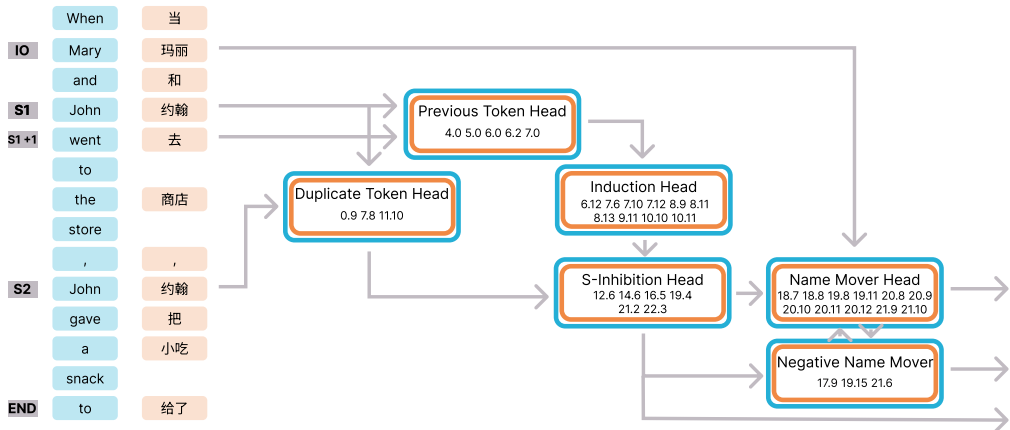 When 当
IO Mary 玛丽
and 和
S1 John 约翰
S1 +1 went 去
to
the 商店
store
, ,
S2 John 约翰
gave 把
a 小吃
snack
END to 给了
Previous Token Head
4.0 5.0 6.0 6.2 7.0
Duplicate Token Head
0.9 7.8 11.10
Induction Head
6.12 7.6 7.10 7.12 8.9 8.11
8.13 9.11 10.10 10.11
S-Inhibition Head
12.6 14.6 16.5 19.4
21.2 22.3
Name Mover Head
18.7 18.8 19.8 19.11 20.8 20.9
20.10 20.11 20.12 21.9 21.10
Negative Name Mover
17.9 19.15 21.6